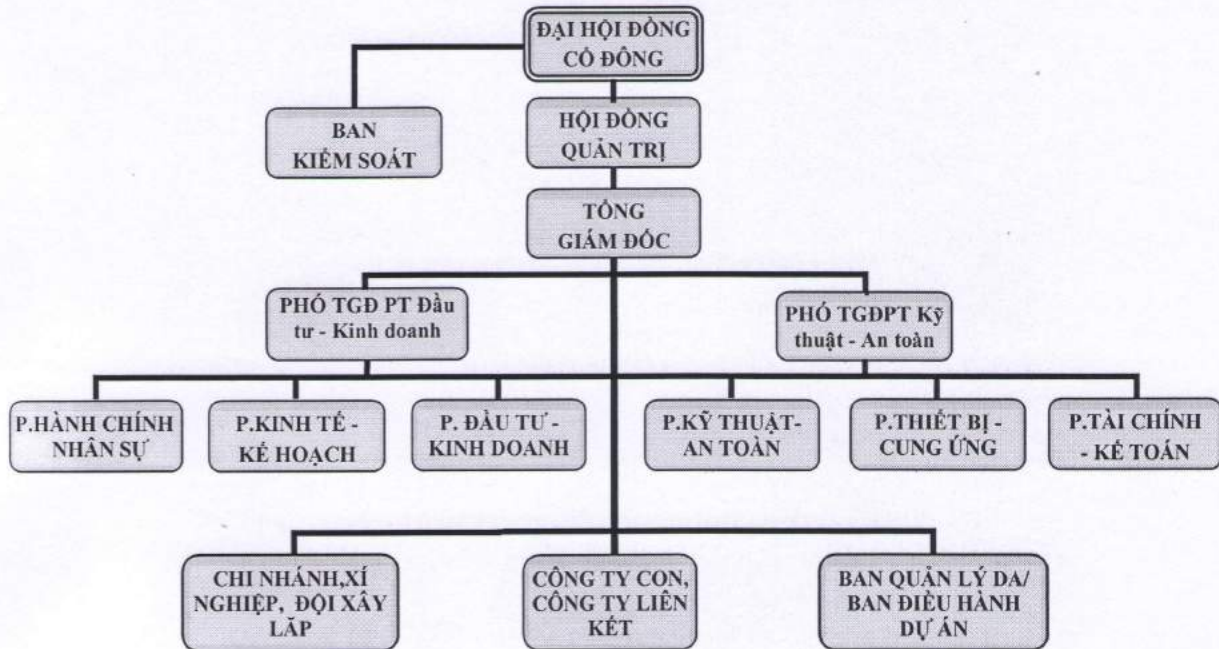 ĐẠI HỘI ĐỒNG
CỔ ĐÔNG
BAN
KIỂM SOÁT
HỘI ĐỒNG
QUẢN TRỊ
TỔNG
GIÁM ĐỐC
PHÓ TGĐ PT Đầu
tư - Kinh doanh
PHÓ TGĐPT Kỹ
thuật - An toàn
P.HÀNH CHÍNH
NHÂN SỰ
P.KINH TẾ -
KẾ HOẠCH
P. ĐẦU TƯ -
KINH DOANH
P.KỸ THUẬT-
AN TOÀN
P.THIẾT BỊ -
CUNG ỨNG
P.TÀI CHÍNH
- KẾ TOÁN
CHI NHÁNH,XÍ
NGHIỆP, ĐỘI XÂY
LẮP
CÔNG TY CON,
CÔNG TY LIÊN
KẾT
BAN QUẢN LÝ DA/
BAN ĐIỀU HÀNH
DỰ ÁN